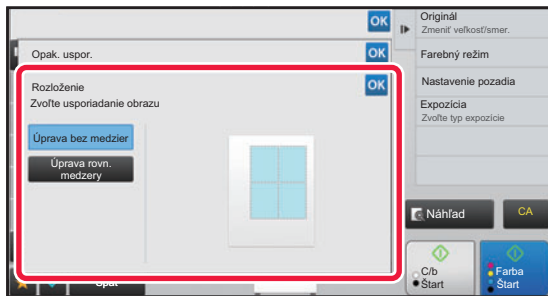 OK
Opak. uspor.
OK
Rozloženie
OK
Zvoľte usporiadanie obrazu
Úprava bez medzier
Úprava rovn.
medzery
Originál
Zmeniť veľkosť/smer.
Farebný režim
Nastavenie pozadia
Expozícia
Zvoľte typ expozície
Náhľad
CA
C/b
Štart
Farba
Štart